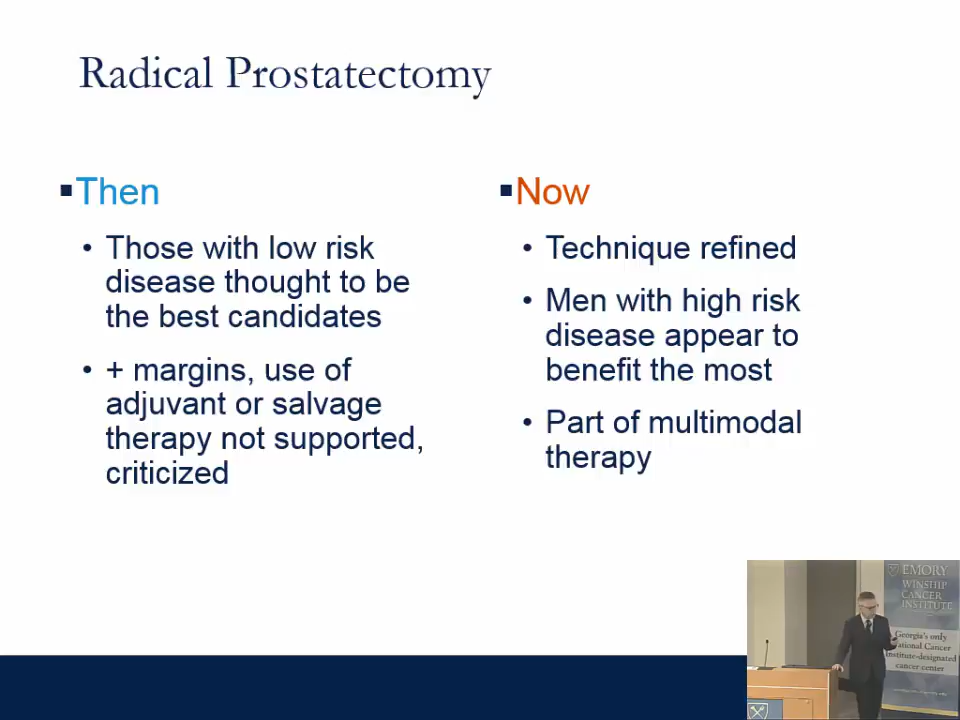 Radical Prostatectomy
▪Then
• Those with low risk
disease thought to be
the best candidates
• + margins, use of
adjuvant or salvage
therapy not supported,
criticized
▪Now
• Technique refined
• Men with high risk
disease appear to
benefit the most
• Part of multimodal
therapy
EMORY
WINSHIP
CANCER
INSTITUTE
Georgia's only
National Cancer
Institute-designated
cancer center